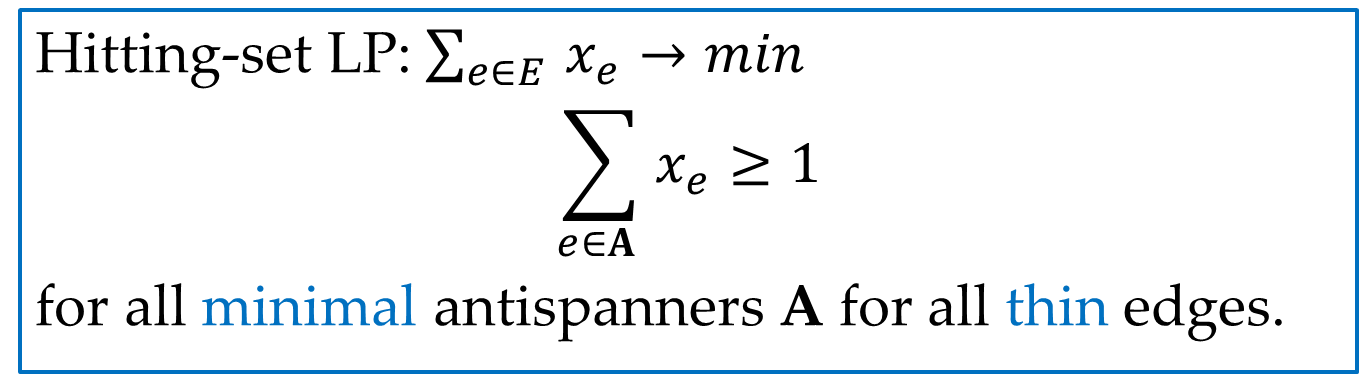 Hitting-set LP: ∑_{e∈E} x_e → min
∑_{e∈A} x_e ≥ 1
for all minimal antispanners A for all thin edges.